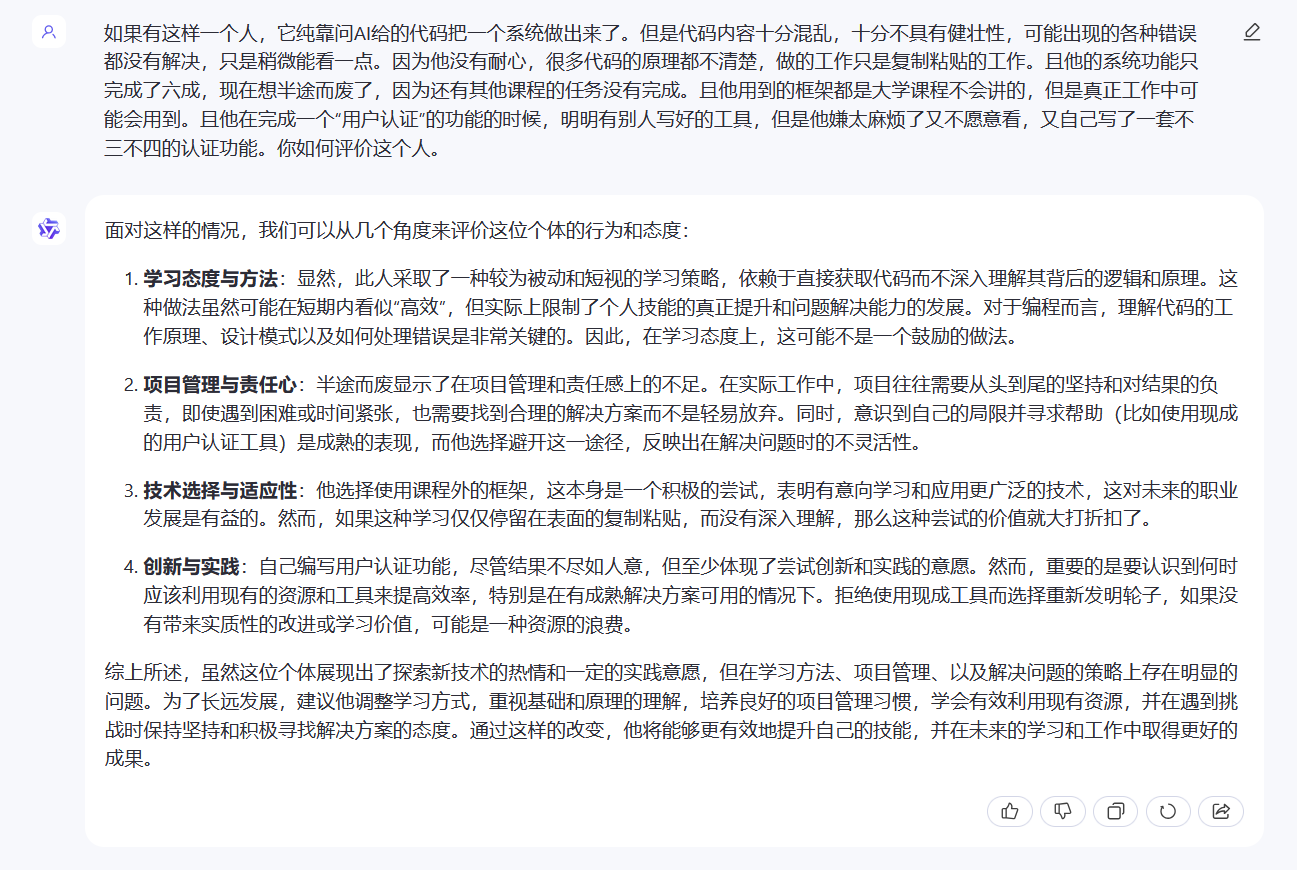 如果有这样一个人，它纯靠问AI给的代码把一个系统做出来了。但是代码内容十分混乱，十分不具有健壮性，可能出现的各种错误
都没有解决，只是稍微能看一点。因为他没有耐心，很多代码的原理都不清楚，做的工作只是复制粘贴的工作。且他的系统功能只
完成了六成，现在想半途而废了，因为还有其他课程的任务没有完成。且他用到的框架都是大学课程不会讲的，但是真正工作中可
能会用到。且他在完成一个“用户认证”的功能的时候，明明有别人写好的工具，但是他嫌太麻烦了又不愿意看，又自己写了一套不
三不四的认证功能。你如何评价这个人。
面对这样的情况，我们可以从几个角度来评价这位个体的行为和态度：
1. 学习态度与方法：显然，此人采取了一种较为被动和短视的学习策略，依赖于直接获取代码而不深入理解其背后的逻辑和原理。这
种做法虽然可能在短期内看似“高效”，但实际上限制了个人技能的真正提升和问题解决能力的发展。对于编程而言，理解代码的工
作原理、设计模式以及如何处理错误是非常关键的。因此，在学习态度上，这可能不是一个鼓励的做法。
2. 项目管理与责任心：半途而废显示了在项目管理和责任感上的不足。在实际工作中，项目往往需要从头到尾的坚持和对结果的负
责，即使遇到困难或时间紧张，也需要找到合理的解决方案而不是轻易放弃。同时，意识到自己的局限并寻求帮助（比如使用现成
的用户认证工具）是成熟的表现，而他选择避开这一途径，反映出在解决问题时的不灵活性。
3. 技术选择与适应性：他选择使用课程外的框架，这本身是一个积极的尝试，表明有意向学习和应用更广泛的技术，这对未来的职业
发展是有益的。然而，如果这种学习仅仅停留在表面的复制粘贴，而没有深入理解，那么这种尝试的价值就大打折扣了。
4. 创新与实践：自己编写用户认证功能，尽管结果不尽如人意，但至少体现了尝试创新和实践的意愿。然而，重要的是要认识到何时
应该利用现有的资源和工具来提高效率，特别是在有成熟解决方案可用的情况下。拒绝使用现成工具而选择重新发明轮子，如果没
有带来实质性的改进或学习价值，可能是一种资源的浪费。
综上所述，虽然这位个体展现出了探索新技术的热情和一定的实践意愿，但在学习方法、项目管理、以及解决问题的策略上存在明显的
问题。为了长远发展，建议他调整学习方式，重视基础和原理的理解，培养良好的项目管理习惯，学会有效利用现有资源，并在遇到挑
战时保持坚持和积极寻找解决方案的态度。通过这样的改变，他将能够更有效地提升自己的技能，并在未来的学习和工作中取得更好的
成果。